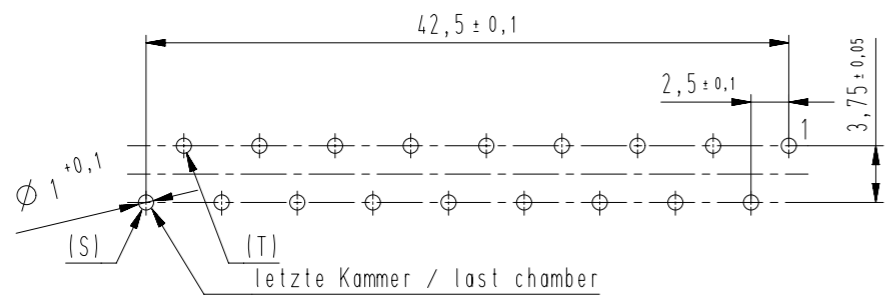 42,5 ± 0,1
2,5 ± 0,1
3,75 ± 0,05
1
Ø 1 +0,1
(S)
(T)
letzte Kammer / last chamber